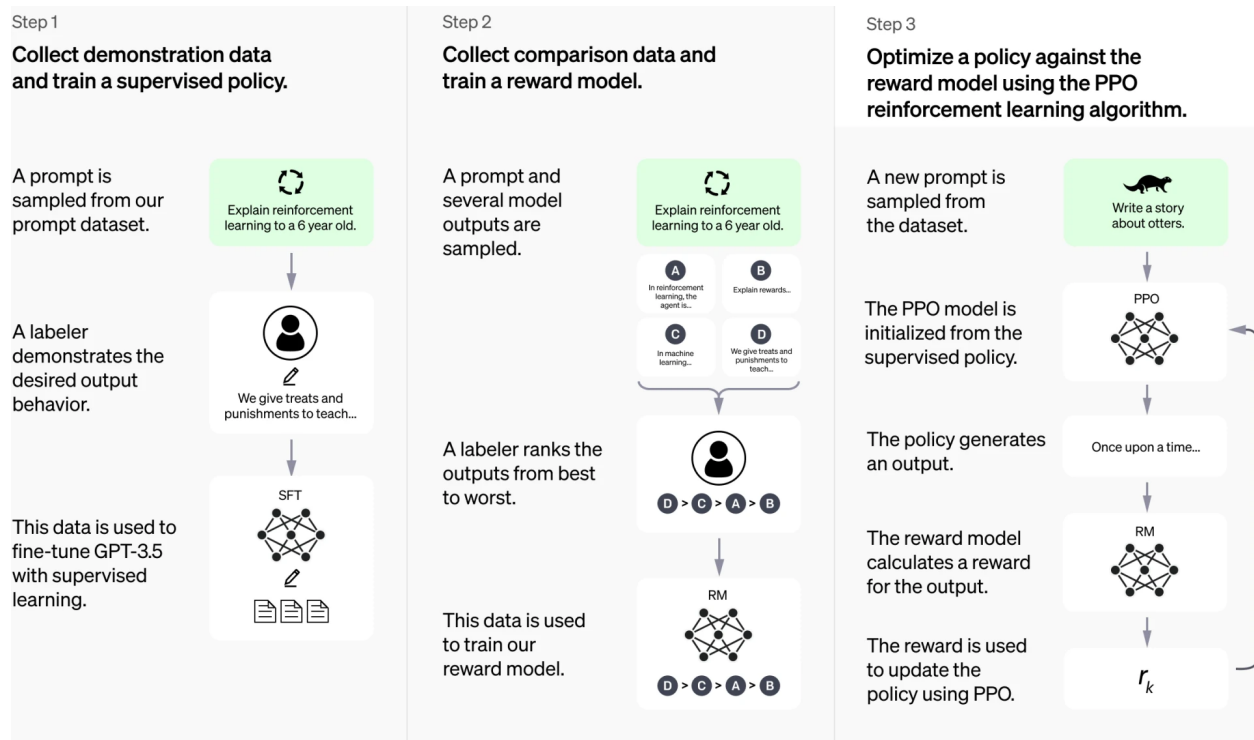 Step 1
Collect demonstration data
and train a supervised policy.
A prompt is
sampled from our
prompt dataset.
Explain reinforcement
learning to a 6 year old.
A labeler
demonstrates the
desired output
behavior.
We give treats and
punishments to teach...
This data is used to
fine-tune GPT-3.5
with supervised
learning.
SFT
Step 2
Collect comparison data and
train a reward model.
A prompt and
several model
outputs are
sampled.
Explain reinforcement
learning to a 6 year old.
A
In reinforcement
learning, the
agent is...
B
Explain rewards...
C
In machine
learning...
D
We give treats and
punishments to
teach...
A labeler ranks the
outputs from best
to worst.
D > C > A > B
This data is used
to train our
reward model.
RM
D > C > A > B
Step 3
Optimize a policy against the
reward model using the PPO
reinforcement learning algorithm.
A new prompt is
sampled from
the dataset.
Write a story
about otters.
The PPO model is
initialized from the
supervised policy.
PPO
The policy generates
an output.
Once upon a time...
The reward model
calculates a reward
for the output.
RM
The reward is used
to update the
policy using PPO.
rₖ